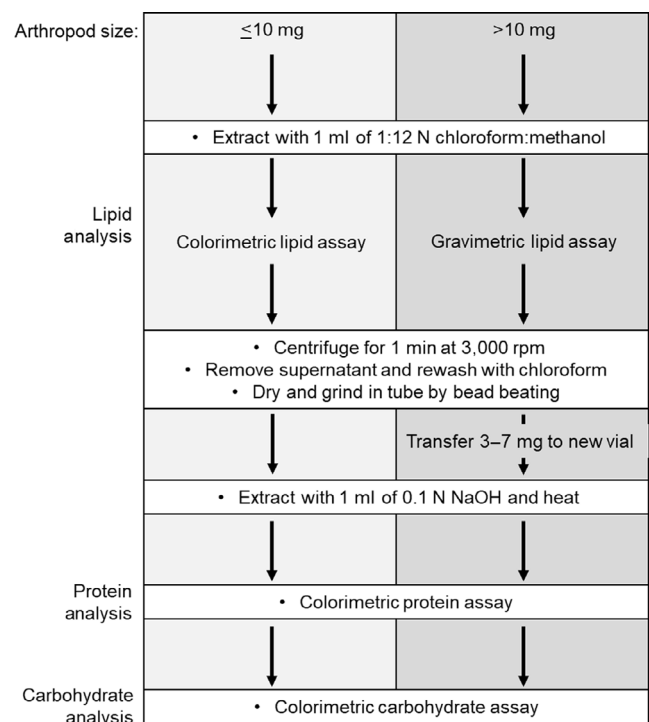 Arthropod size:
≤10 mg
>10 mg
• Extract with 1 ml of 1:12 N chloroform:methanol
Lipid
analysis
Colorimetric lipid assay
Gravimetric lipid assay
• Centrifuge for 1 min at 3,000 rpm
• Remove supernatant and rewash with chloroform
• Dry and grind in tube by bead beating
Transfer 3–7 mg to new vial
• Extract with 1 ml of 0.1 N NaOH and heat
Protein
analysis
• Colorimetric protein assay
Carbohydrate
analysis
• Colorimetric carbohydrate assay